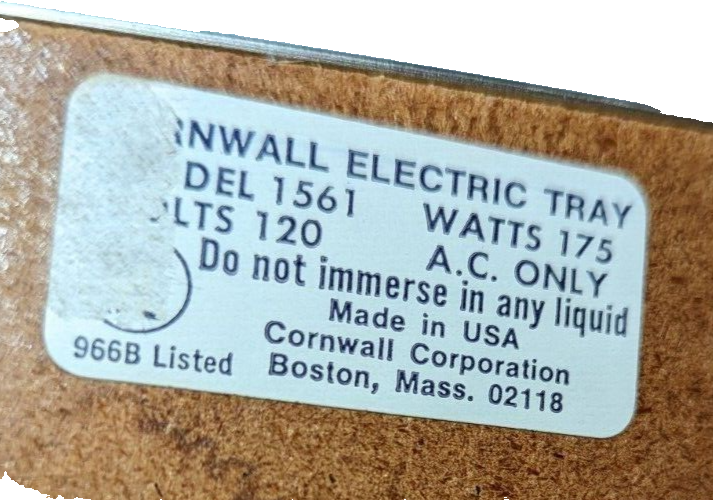 RNWALL ELECTRIC TRAY
DEL 1561 WATTS 175
LTS 120 A.C. ONLY
Do not immerse in any liquid
Made in USA
Cornwall Corporation
966B Listed Boston, Mass. 02118